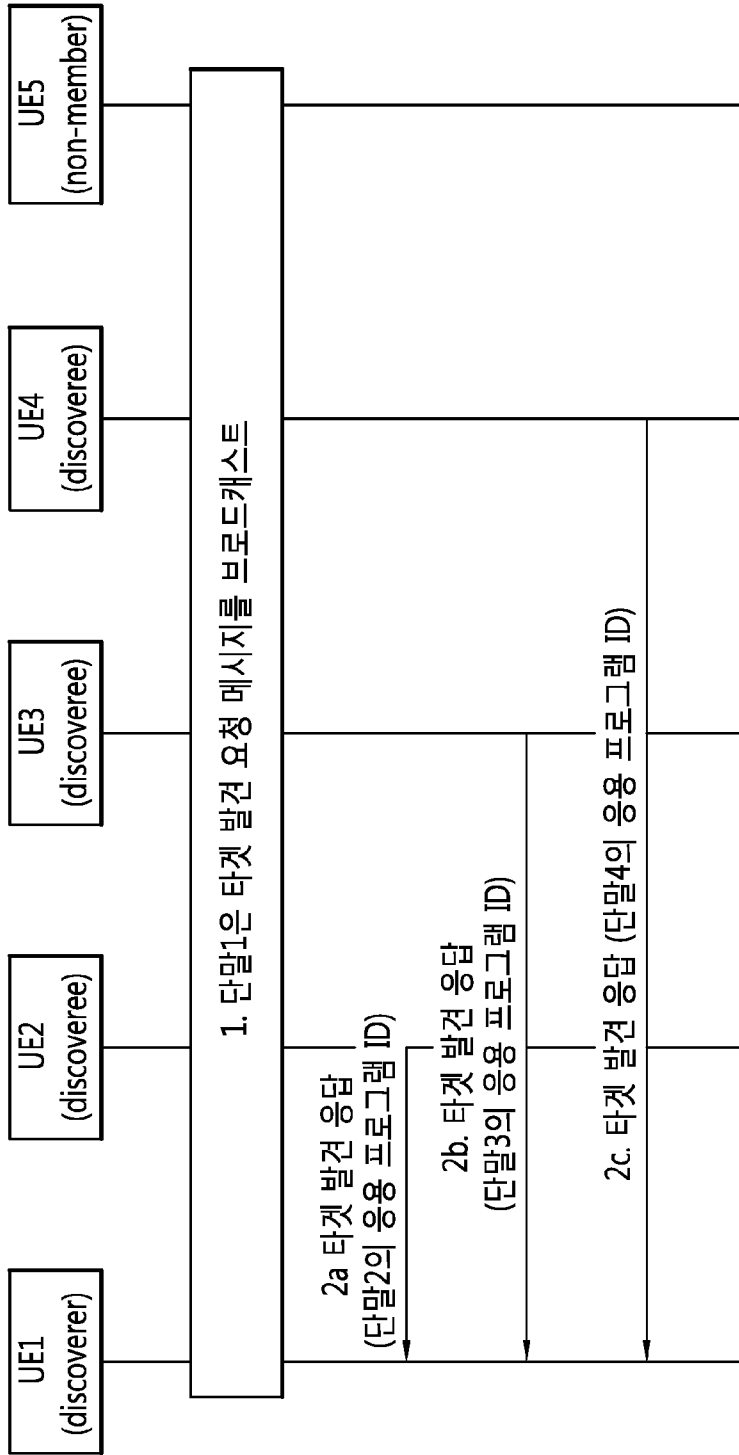 UE1
(discoverer)
UE2
(discoveree)
UE3
(discoveree)
UE4
(discoveree)
UE5
(non-member)
1. 단말1은 타겟 발견 요청 메시지를 브로드캐스트
2a 타겟 발견 응답
(단말2의 응용 프로그램 ID)
2b. 타겟 발견 응답
(단말3의 응용 프로그램 ID)
2c. 타겟 발견 응답 (단말4의 응용 프로그램 ID)